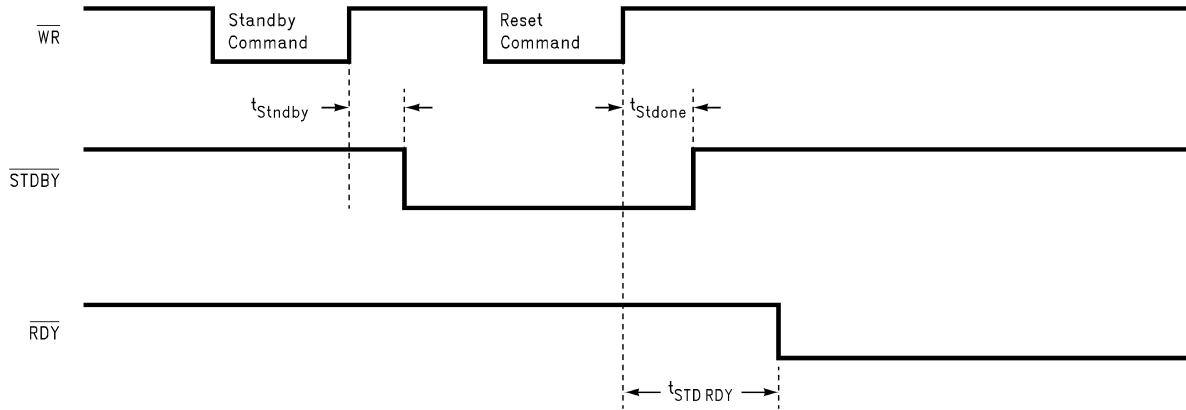 WR
Standby
Command
Reset
Command
tStndby
tStdone
STDBY
RDY
tSTD RDY